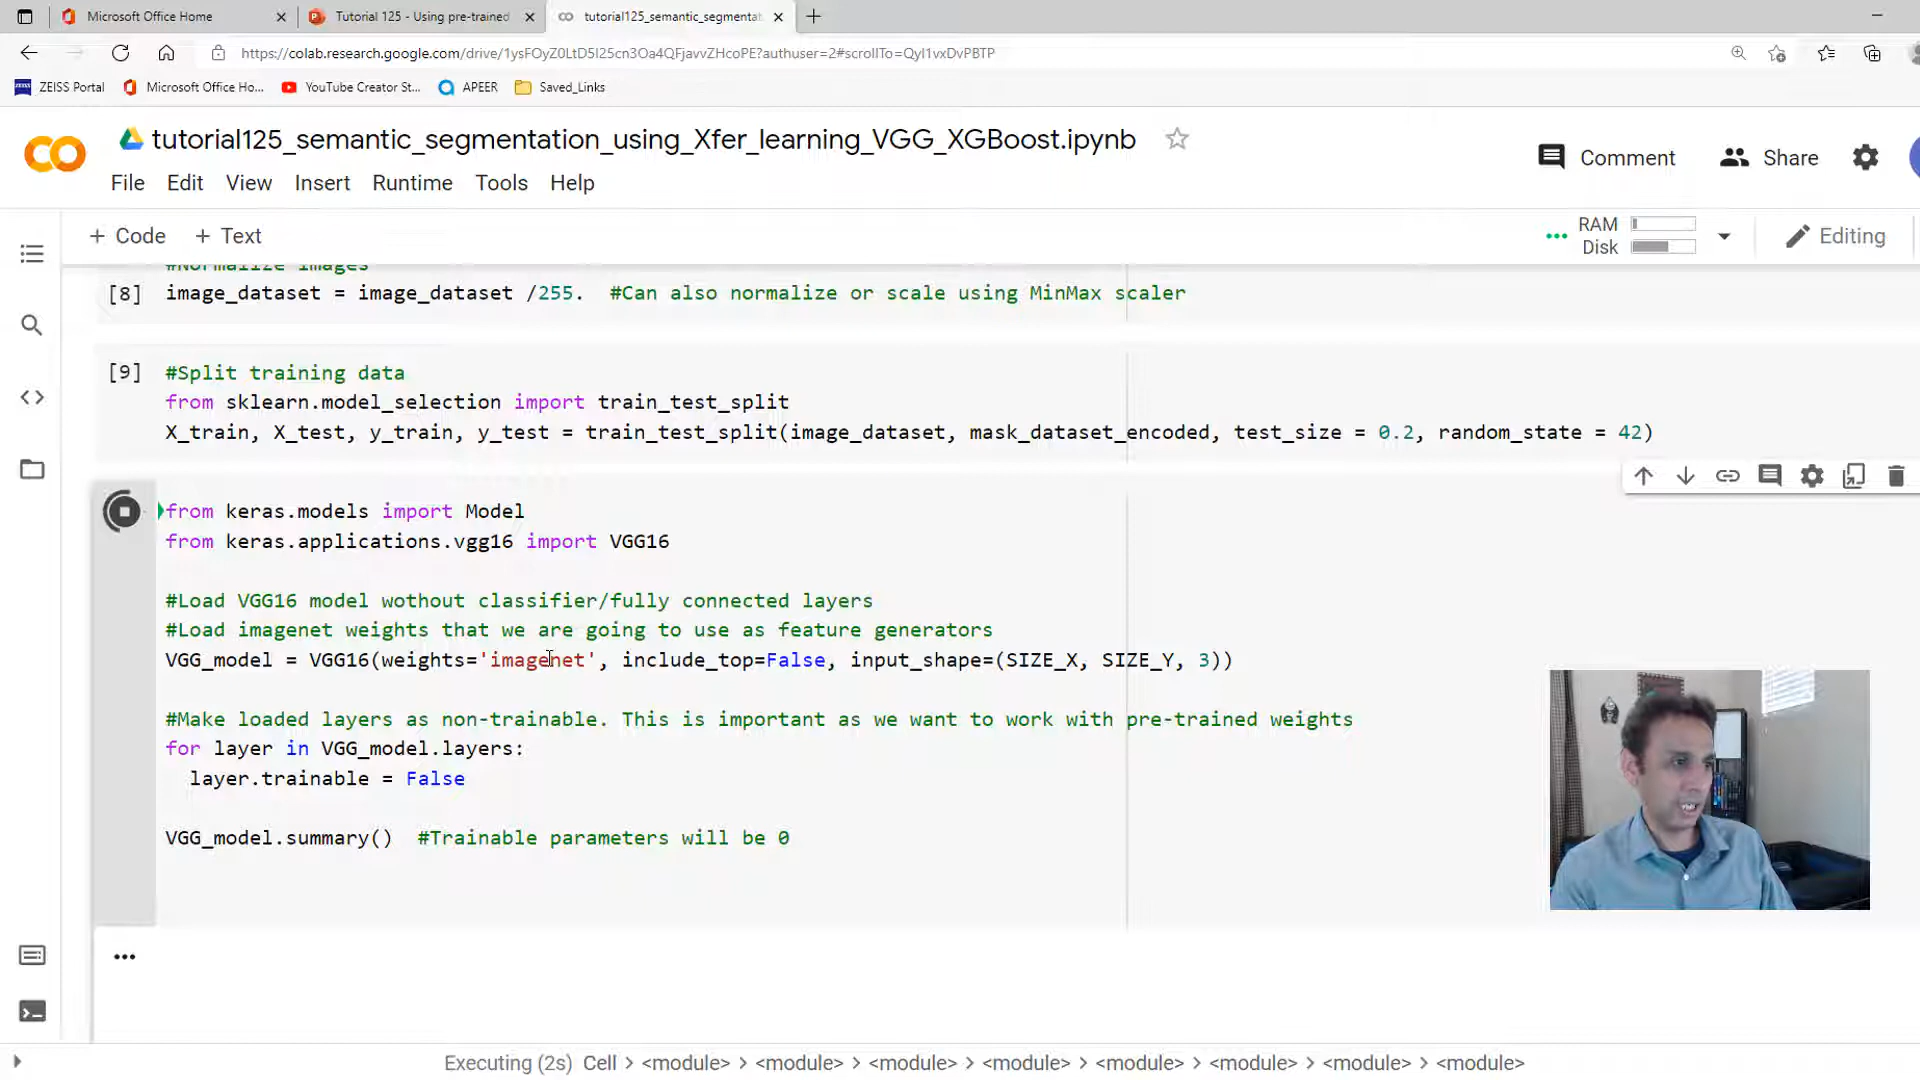 Microsoft Office Home
Tutorial 125 - Using pre-trained
tutorial125_semantic_segmentat
https://colab.research.google.com/drive/1ysFOyZ0LtD5I25cn3Oa4QFjavvZHcoPE?authuser=2#scrollTo=QyI1vxDvPBTP
ZEISS Portal
Microsoft Office Ho...
YouTube Creator St...
APEER
Saved_Links
tutorial125_semantic_segmentation_using_Xfer_learning_VGG_XGBoost.ipynb
Comment
Share
File Edit View Insert Runtime Tools Help
+ Code + Text
RAM
Disk
Editing
#Normalize images
[8] image_dataset = image_dataset /255. #Can also normalize or scale using MinMax scaler
[9] #Split training data
from sklearn.model_selection import train_test_split
X_train, X_test, y_train, y_test = train_test_split(image_dataset, mask_dataset_encoded, test_size = 0.2, random_state = 42)
from keras.models import Model
from keras.applications.vgg16 import VGG16
#Load VGG16 model wothout classifier/fully connected layers
#Load imagenet weights that we are going to use as feature generators
VGG_model = VGG16(weights='imagenet', include_top=False, input_shape=(SIZE_X, SIZE_Y, 3))
#Make loaded layers as non-trainable. This is important as we want to work with pre-trained weights
for layer in VGG_model.layers:
layer.trainable = False
VGG_model.summary() #Trainable parameters will be 0
Executing (2s) Cell > <module> > <module> > <module> > <module> > <module> > <module> > <module> > <module>